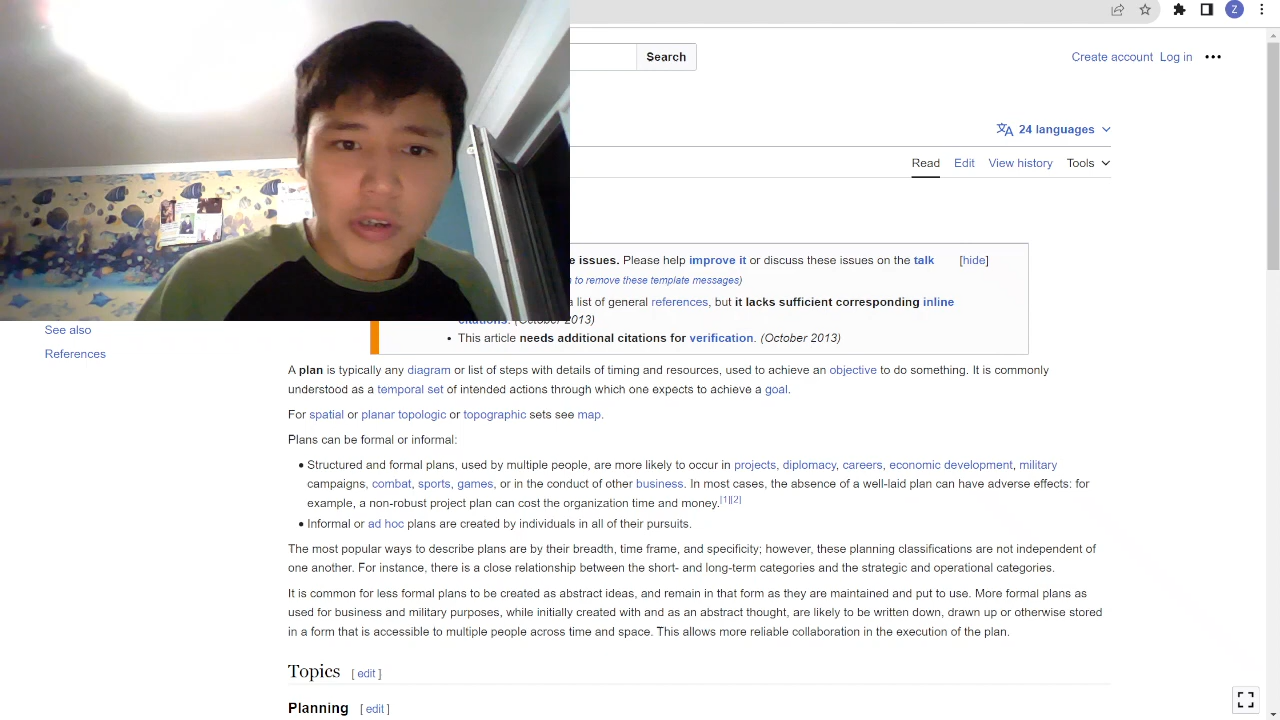 Z
Search
Create account Log in
24 languages
Read Edit View history Tools
e issues. Please help improve it or discuss these issues on the talk [hide]
to remove these template messages)
a list of general references, but it lacks sufficient corresponding inline
citations. (October 2013)
• This article needs additional citations for verification. (October 2013)
See also
References
A plan is typically any diagram or list of steps with details of timing and resources, used to achieve an objective to do something. It is commonly
understood as a temporal set of intended actions through which one expects to achieve a goal.
For spatial or planar topologic or topographic sets see map.
Plans can be formal or informal:
• Structured and formal plans, used by multiple people, are more likely to occur in projects, diplomacy, careers, economic development, military
campaigns, combat, sports, games, or in the conduct of other business. In most cases, the absence of a well-laid plan can have adverse effects: for
example, a non-robust project plan can cost the organization time and money.[1][2]
• Informal or ad hoc plans are created by individuals in all of their pursuits.
The most popular ways to describe plans are by their breadth, time frame, and specificity; however, these planning classifications are not independent of
one another. For instance, there is a close relationship between the short- and long-term categories and the strategic and operational categories.
It is common for less formal plans to be created as abstract ideas, and remain in that form as they are maintained and put to use. More formal plans as
used for business and military purposes, while initially created with and as an abstract thought, are likely to be written down, drawn up or otherwise stored
in a form that is accessible to multiple people across time and space. This allows more reliable collaboration in the execution of the plan.
Topics [ edit ]
Planning [ edit ]